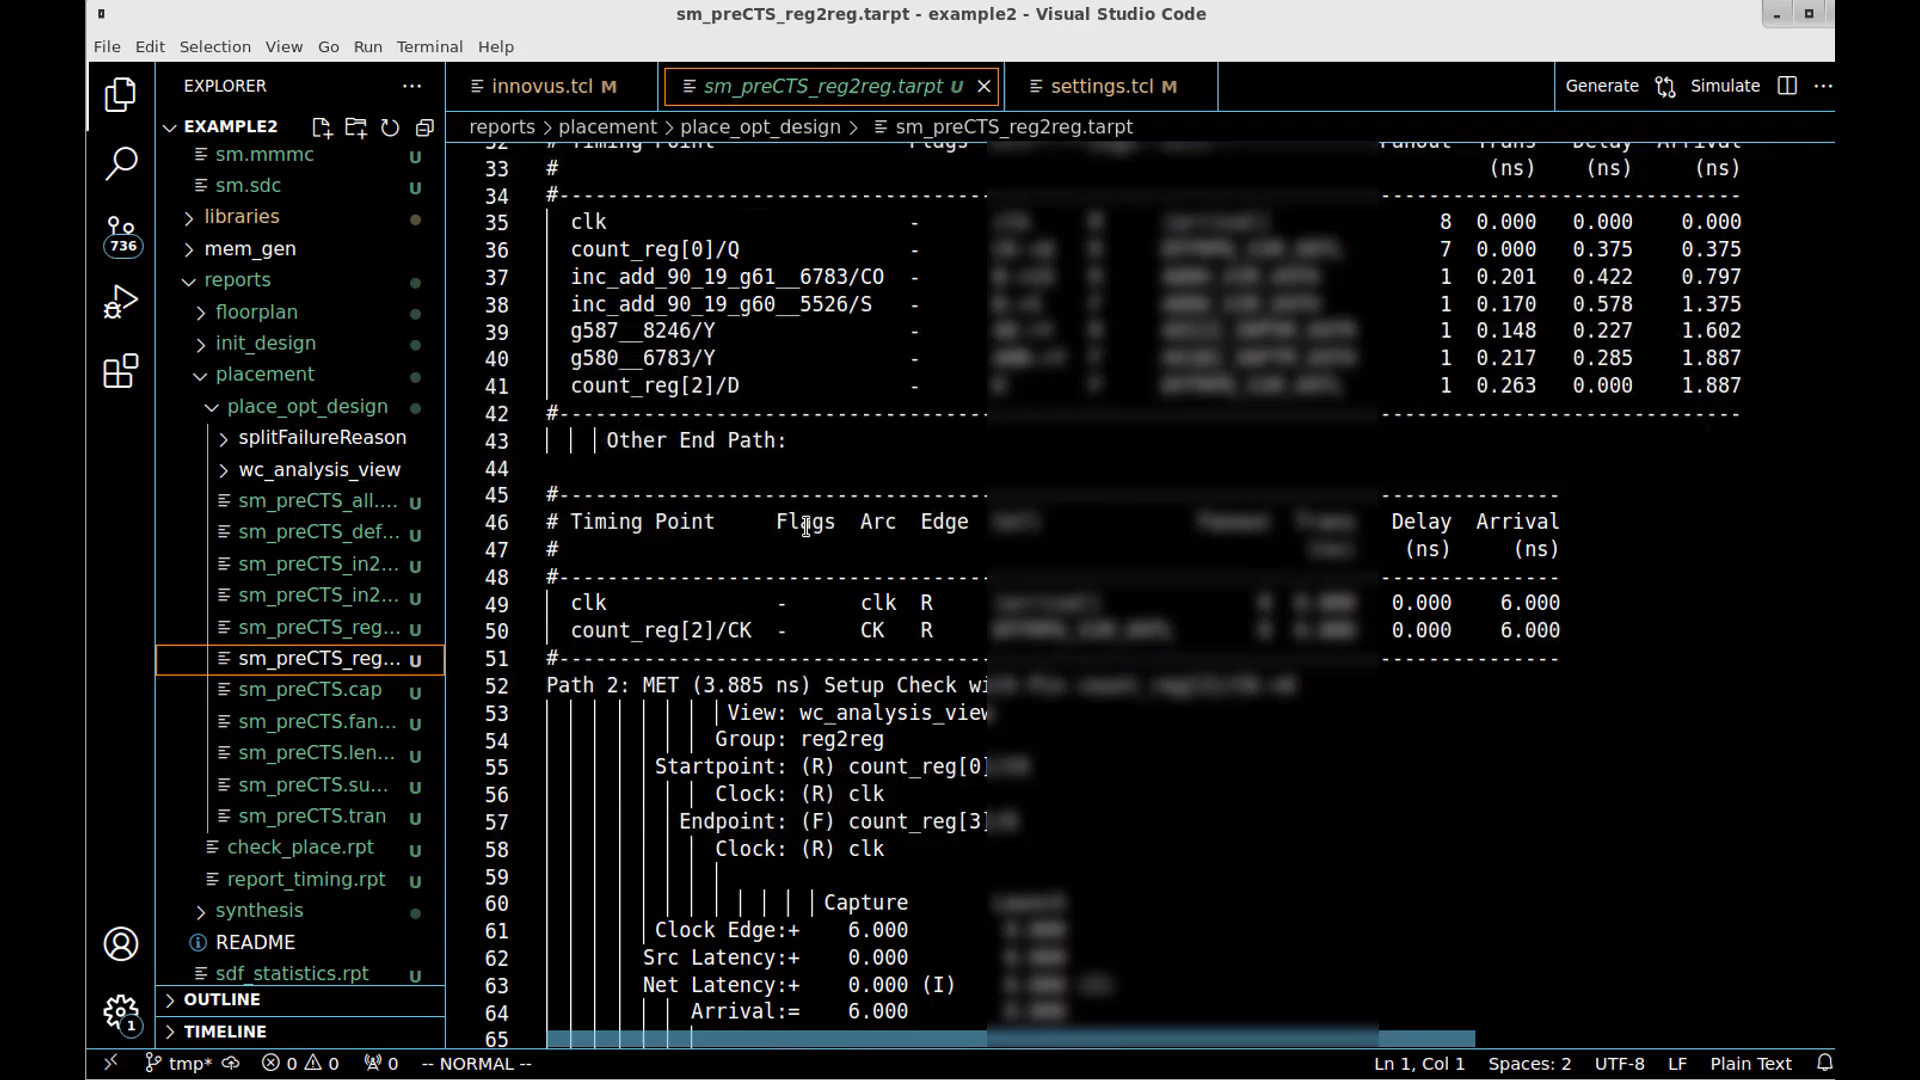 sm_preCTS_reg2reg.tarpt - example2 - Visual Studio Code
File Edit Selection View Go Run Terminal Help
EXPLORER
innovus.tcl M
sm_preCTS_reg2reg.tarpt U
settings.tcl M
Generate Simulate
EXAMPLE2
reports > placement > place_opt_design > sm_preCTS_reg2reg.tarpt
sm.mmmc U
sm.sdc U
libraries
mem_gen
reports
floorplan
init_design
placement
place_opt_design
splitFailureReason
wc_analysis_view
sm_preCTS_all.... U
sm_preCTS_def... U
sm_preCTS_in2... U
sm_preCTS_in2... U
sm_preCTS_reg... U
sm_preCTS_reg... U
sm_preCTS.cap U
sm_preCTS.fan... U
sm_preCTS.len... U
sm_preCTS.su... U
sm_preCTS.tran U
check_place.rpt U
report_timing.rpt U
synthesis
README
sdf_statistics.rpt U
OUTLINE
TIMELINE
736
1
32 # Timing Point Flags Fanout Trans Delay Arrival
33 # (ns) (ns) (ns)
34 #-----------------------------------
35 clk - 8 0.000 0.000 0.000
36 count_reg[0]/Q - 7 0.000 0.375 0.375
37 inc_add_90_19_g61__6783/CO - 1 0.201 0.422 0.797
38 inc_add_90_19_g60__5526/S - 1 0.170 0.578 1.375
39 g587__8246/Y - 1 0.148 0.227 1.602
40 g580__6783/Y - 1 0.217 0.285 1.887
41 count_reg[2]/D - 1 0.263 0.000 1.887
42 #-----------------------------------
43 Other End Path:
44
45 #-----------------------------------
46 # Timing Point Flags Arc Edge Delay Arrival
47 # (ns) (ns)
48 #-----------------------------------
49 clk - clk R 0.000 6.000
50 count_reg[2]/CK - CK R 0.000 6.000
51 #-----------------------------------
52 Path 2: MET (3.885 ns) Setup Check wi
53 View: wc_analysis_view
54 Group: reg2reg
55 Startpoint: (R) count_reg[0]
56 Clock: (R) clk
57 Endpoint: (F) count_reg[3]
58 Clock: (R) clk
59
60 Capture
61 Clock Edge:+ 6.000
62 Src Latency:+ 0.000
63 Net Latency:+ 0.000 (I)
64 Arrival:= 6.000
65
tmp* 0 0 0 -- NORMAL -- Ln 1, Col 1 Spaces: 2 UTF-8 LF Plain Text